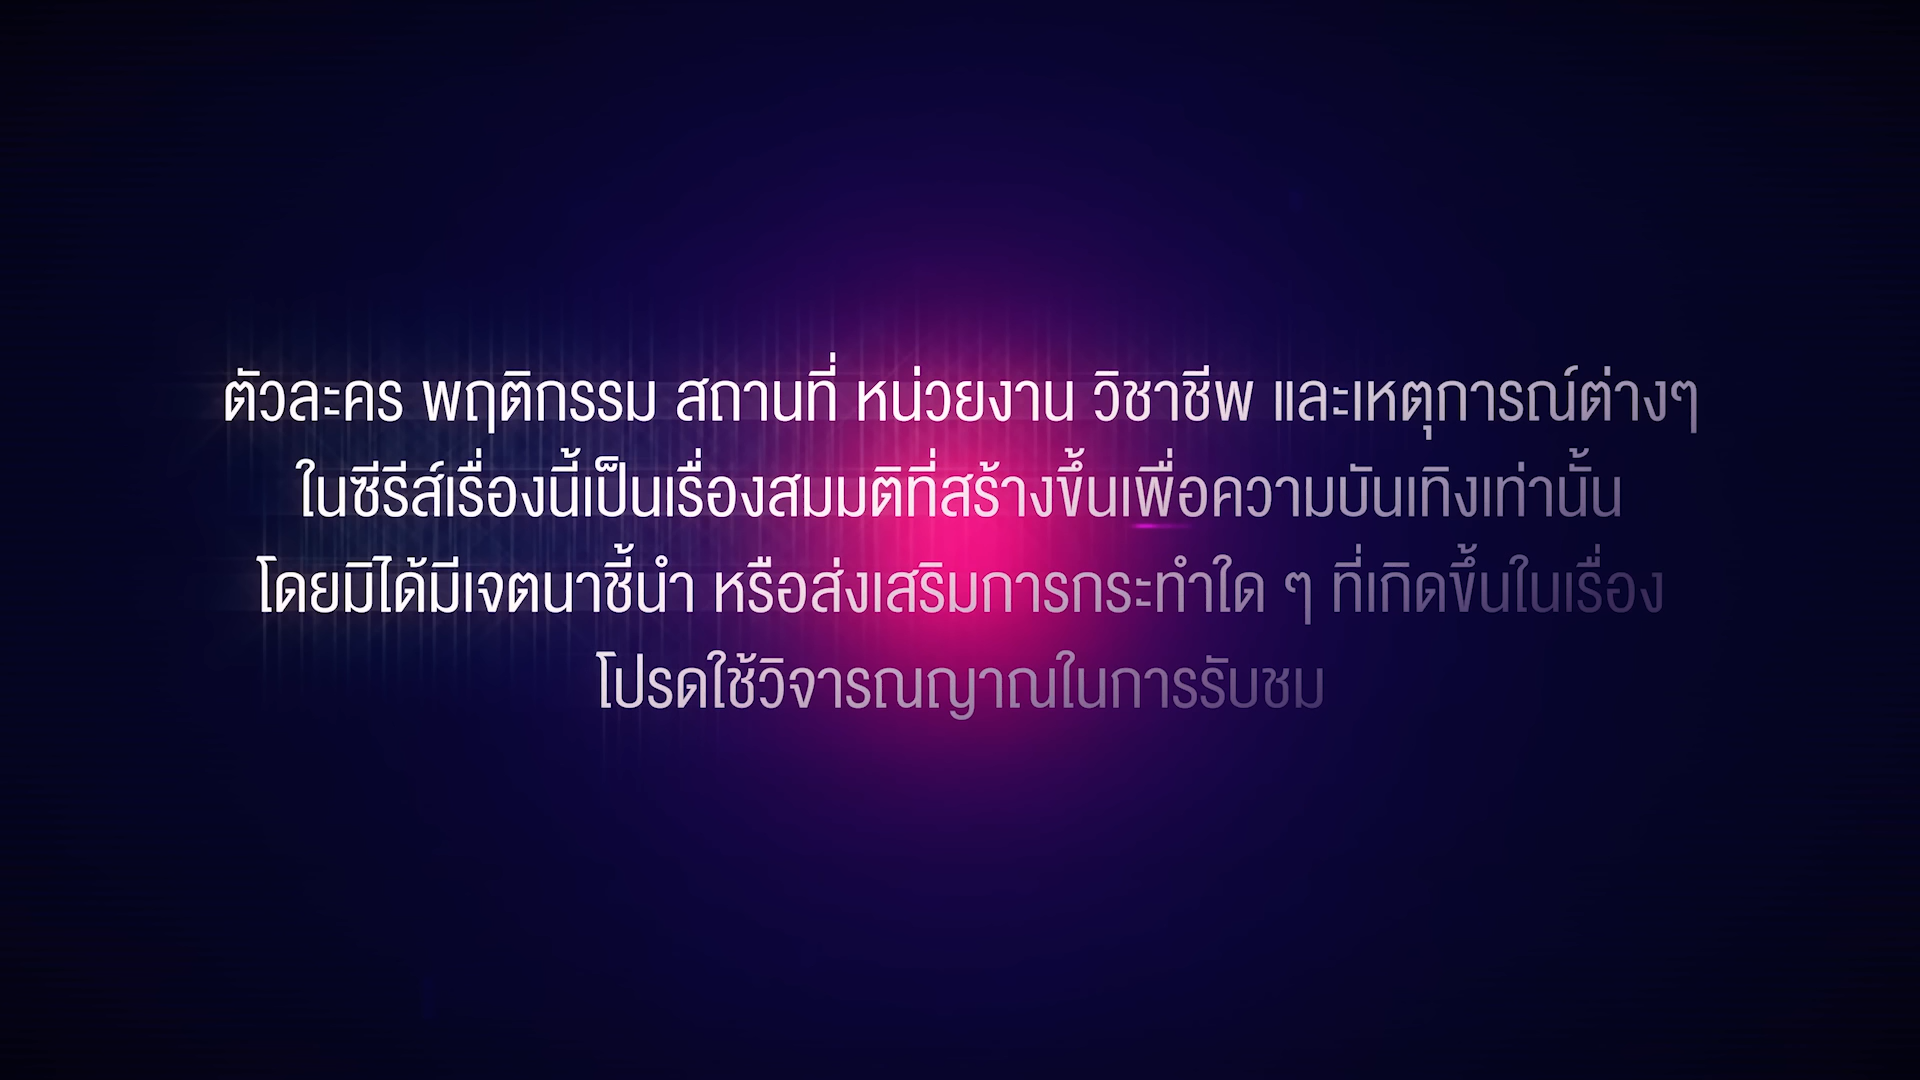 ตัวละคร พฤติกรรม สถานที่ หน่วยงาน วิชาชีพ และเหตุการณ์ต่างๆ
ในซีรีส์เรื่องนี้เป็นเรื่องสมมติที่สร้างขึ้นเพื่อความบันเทิงเท่านั้น
โดยมิได้มีเจตนาชี้นำ หรือส่งเสริมการกระทำใด ๆ ที่เกิดขึ้นในเรื่อง
โปรดใช้วิจารณญาณในการรับชม